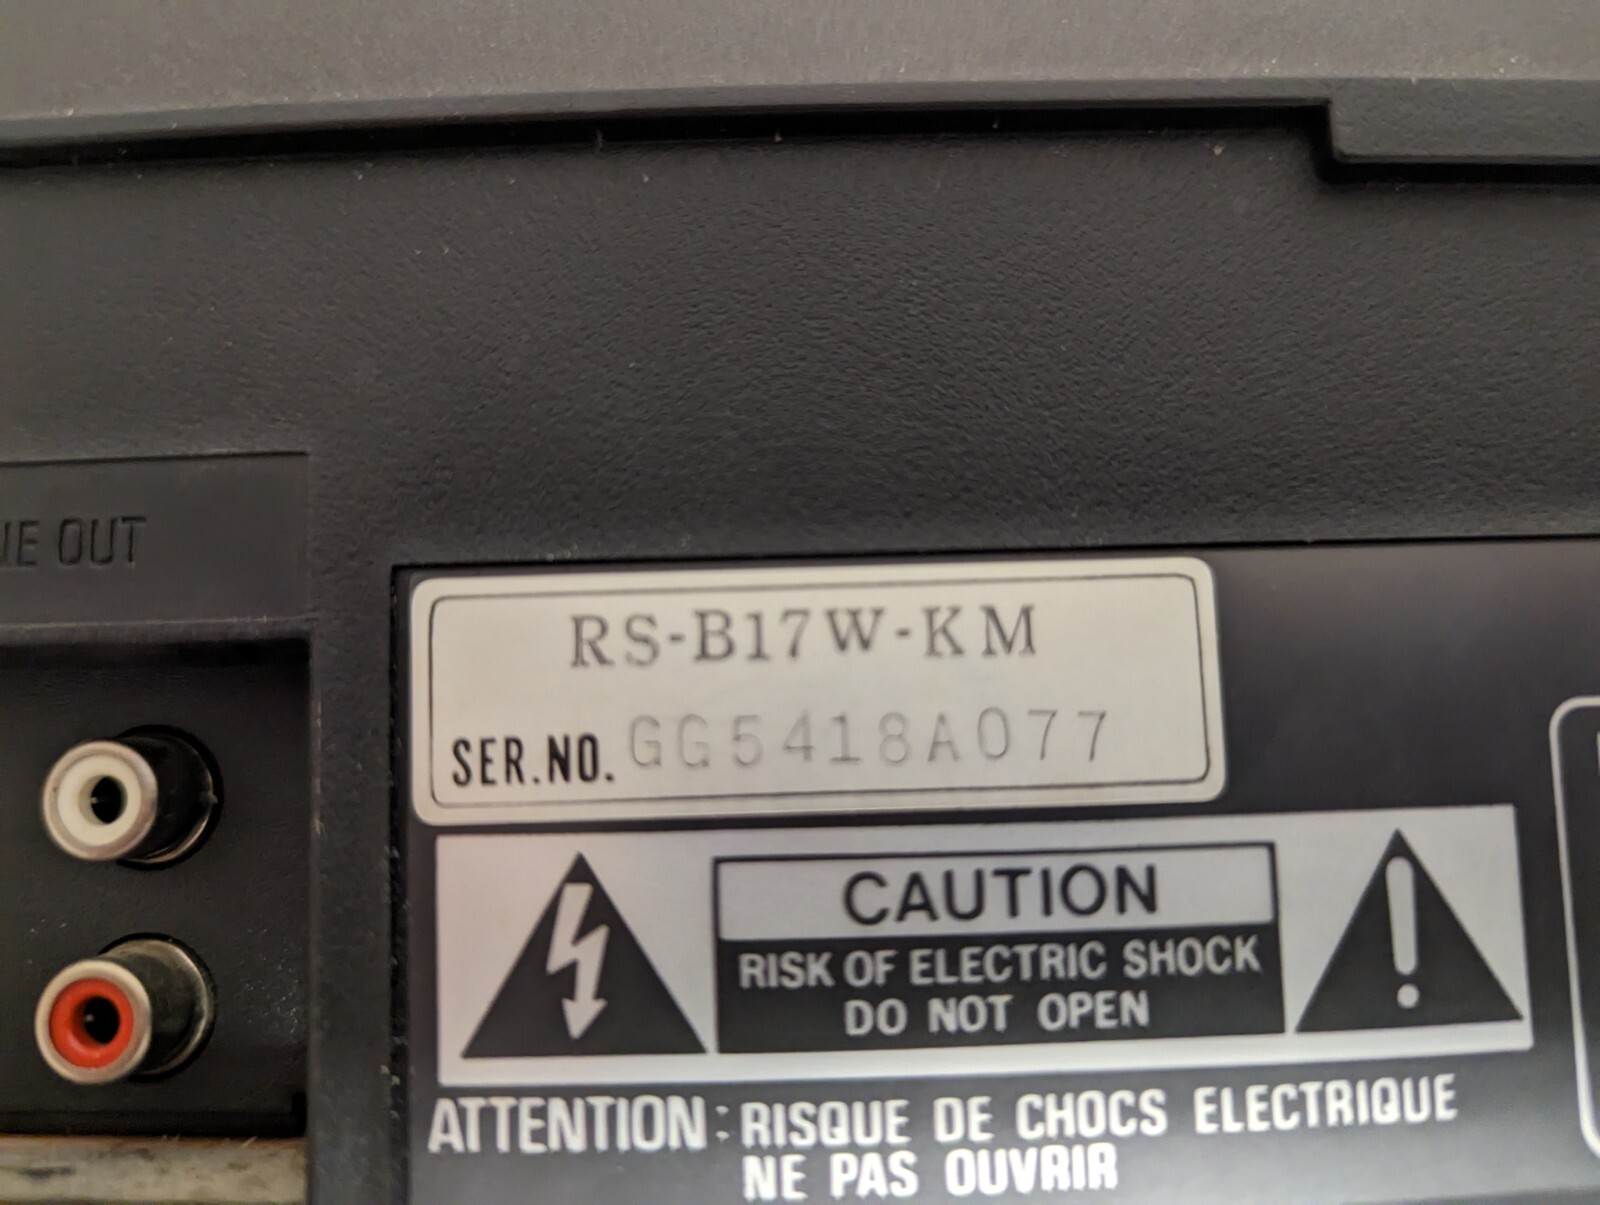 OUT
RS-B17W-KM
SER.NO. GG5418A077
CAUTION
RISK OF ELECTRIC SHOCK
DO NOT OPEN
ATTENTION: RISQUE DE CHOCS ELECTRIQUE
NE PAS OUVRIR